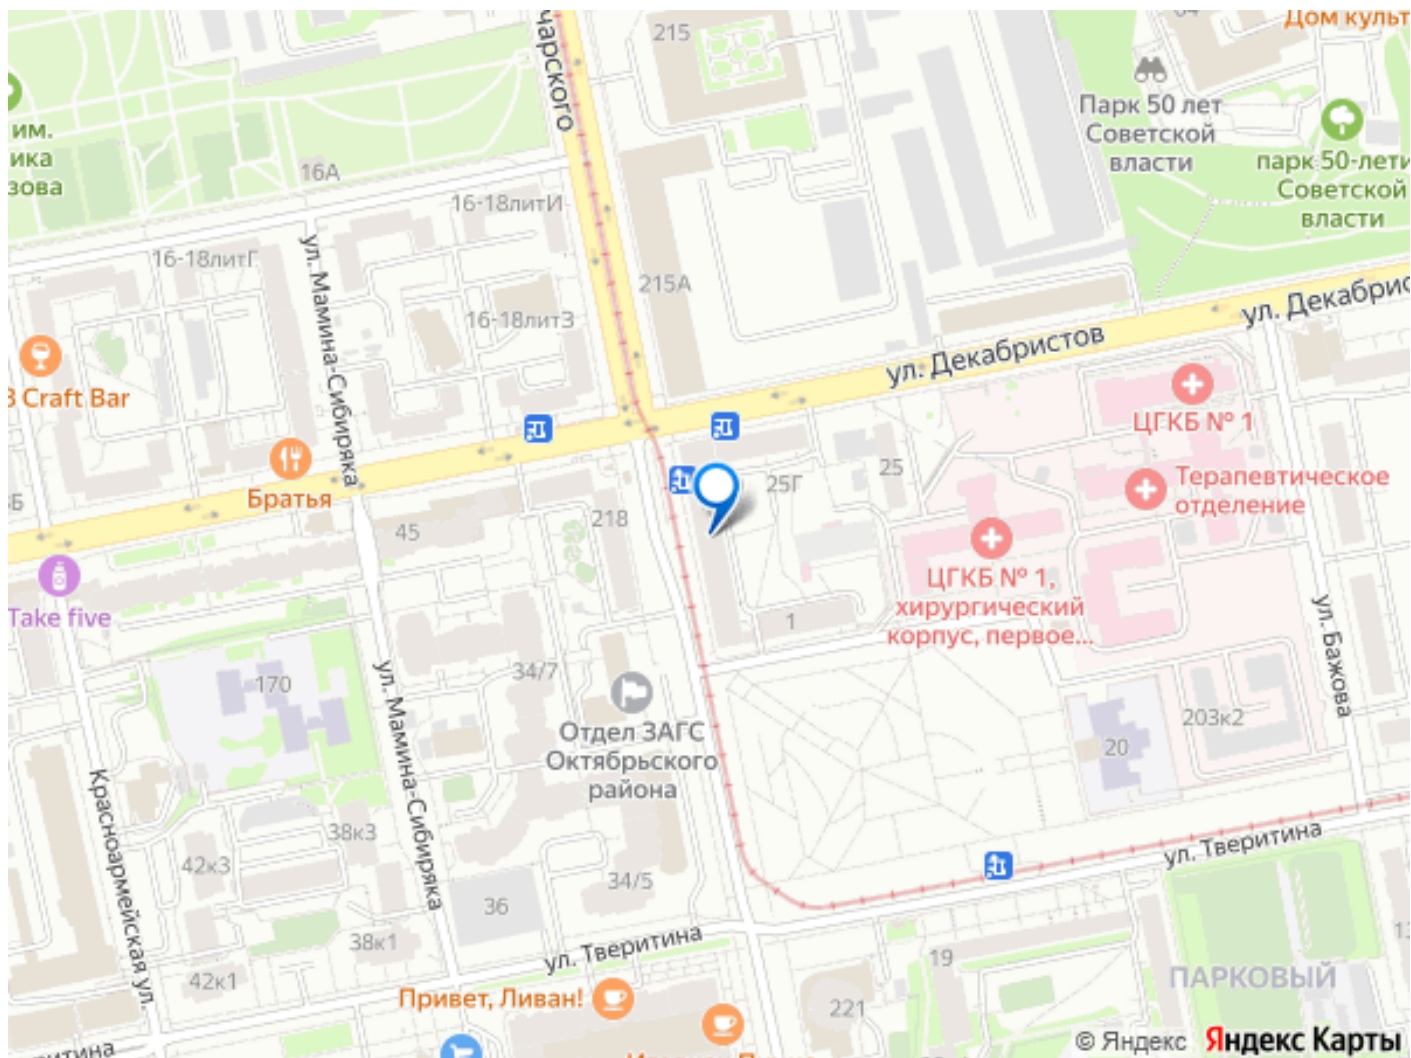 чарского
215
64
Дом культ
Парк 50 лет
Советской
власти
парк 50-лети
Советской
власти
им.
ика
зова
16А
16-18литИ
16-18литГ
ул. Мамина-Сибиряка
215А
16-18литЗ
ул. Декабристов
ул. Декабрис
3 Craft Bar
ЦГКБ № 1
Братья
25Г
25
Терапевтическое
отделение
45
218
ЦГКБ № 1,
хирургический
корпус, первое...
Take five
1
ул. Бажова
170
34/7
ул. Мамина-Сибиряка
Отдел ЗАГС
Октябрьского
района
203к2
20
Красноармейская ул.
38к3
42к3
34/5
ул. Тверитина
36
38к1
ул. Тверитина
19
42к1
ПАРКОВЫЙ
Привет, Ливан!
221
© Яндекс Яндекс Карты
ритина